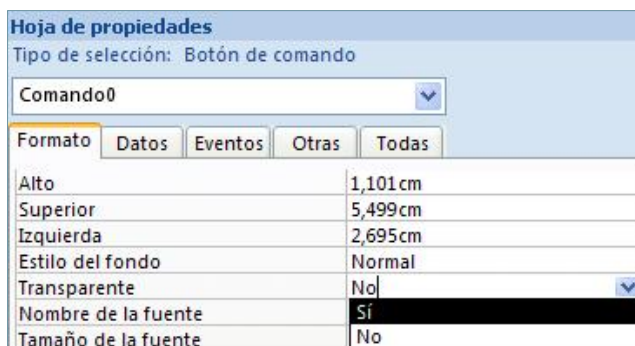 Hoja de propiedades
Tipo de selección: Botón de comando
Comando0
Formato Datos Eventos Otras Todas
Alto 1,101cm
Superior 5,499cm
Izquierda 2,695cm
Estilo del fondo Normal
Transparente No
Nombre de la fuente Sí
Tamaño de la fuente No